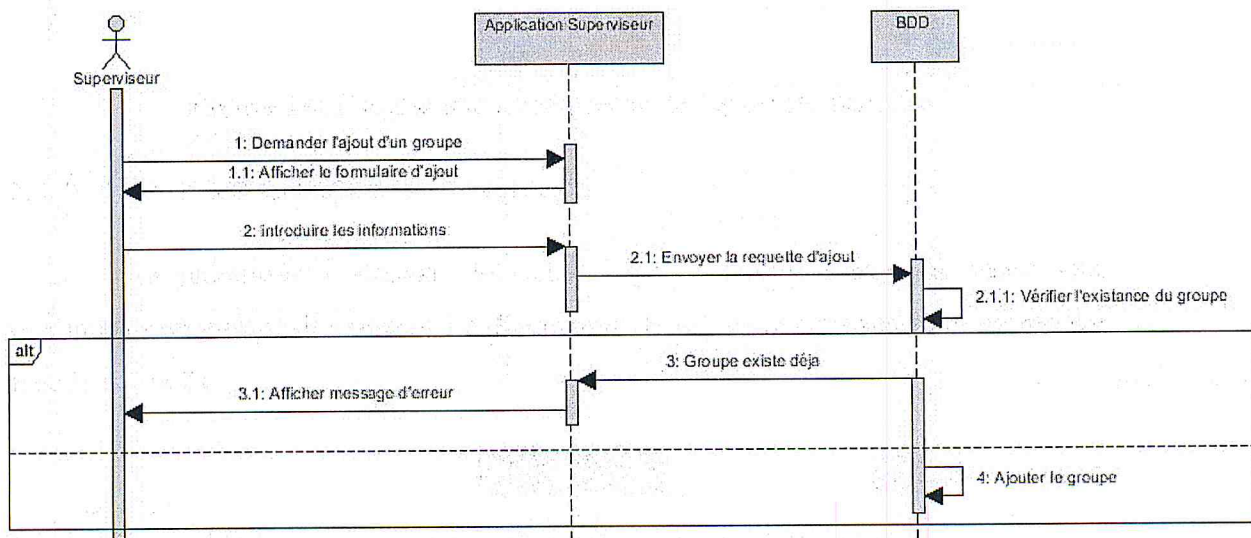 Application Superviseur
BDD
Superviseur
1: Demander l'ajout d'un groupe
1.1: Afficher le formulaire d'ajout
2: introduire les informations
2.1: Envoyer la requette d'ajout
2.1.1: Vérifier l'existance du groupe
alt
3: Groupe existe déja
3.1: Afficher message d'erreur
4: Ajouter le groupe